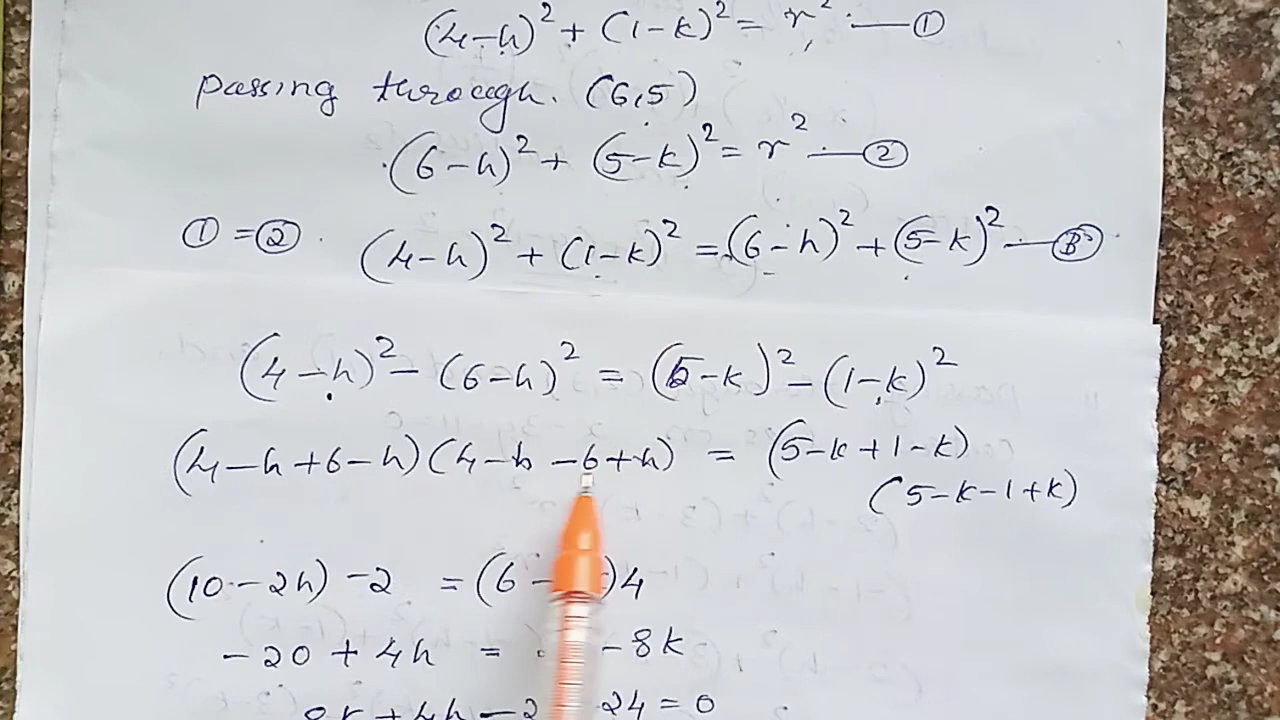 (4-h)² + (1-k)² = r² — ①
passing through. (6,5)
(6-h)² + (5-k)² = r² — ②
① = ② (4-h)² + (1-k)² = (6-h)² + (5-k)² — Ⓑ
(4-h)² - (6-h)² = (5-k)² - (1-k)²
(4-h+6-h)(4-h-6+h) = (5-k+1-k)
(5-k-1+k)
(10-2h) -2 = (6- )4
-20 + 4h = -8k
+ 4h - 2 24 = 0